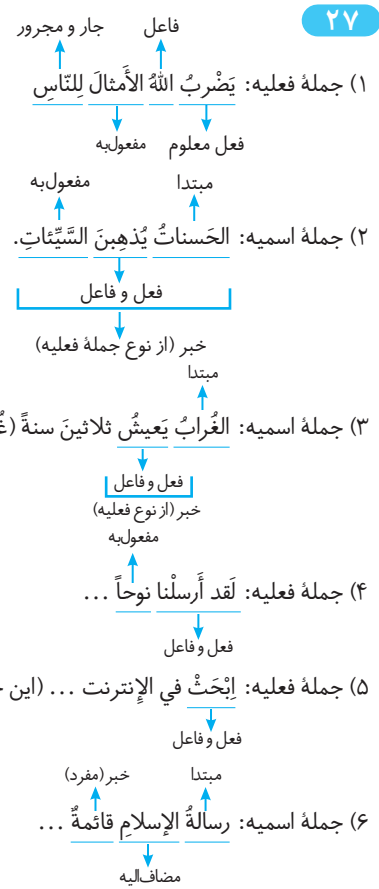 ۲۷
فاعل جار و مجرور
۱) جملهٔ فعلیه: یَضْربُ اللهُ الأَمثالَ لِلنّاسِ
فعل معلوم مفعول‌به
مبتدا مفعول‌به
۲) جملهٔ اسمیه: الحَسناتُ یُذهِبنَ السَّیِّئاتِ.
فعل و فاعل
خبر (از نوع جملهٔ فعلیه)
مبتدا
۳) جملهٔ اسمیه: الغُرابُ یَعیشُ ثلاثینَ سنةً
فعل و فاعل
خبر (از نوع فعلیه)
مفعول‌به
۴) جملهٔ فعلیه: لَقد أَرسلْنا نوحاً ...
فعل و فاعل
۵) جملهٔ فعلیه: اِبْحَثْ في الإِنترنت ... (این
فعل و فاعل
مبتدا خبر (مفرد)
۶) جملهٔ اسمیه: رسالةُ الإسلامِ قائمةٌ ...
مضاف‌الیه